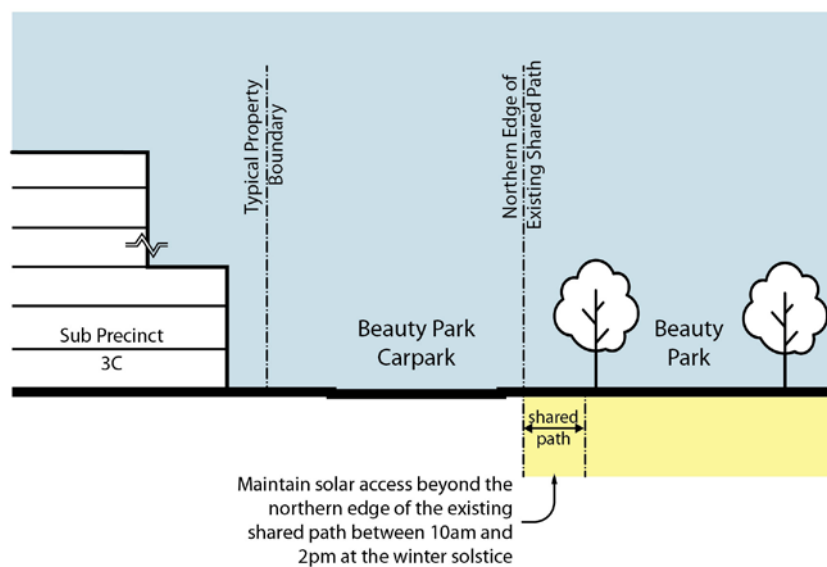 Typical Property
Boundary
Northern Edge of
Existing Shared Path
Sub Precinct
3C
Beauty Park
Carpark
Beauty
Park
shared
path
Maintain solar access beyond the
northern edge of the existing
shared path between 10am and
2pm at the winter solstice